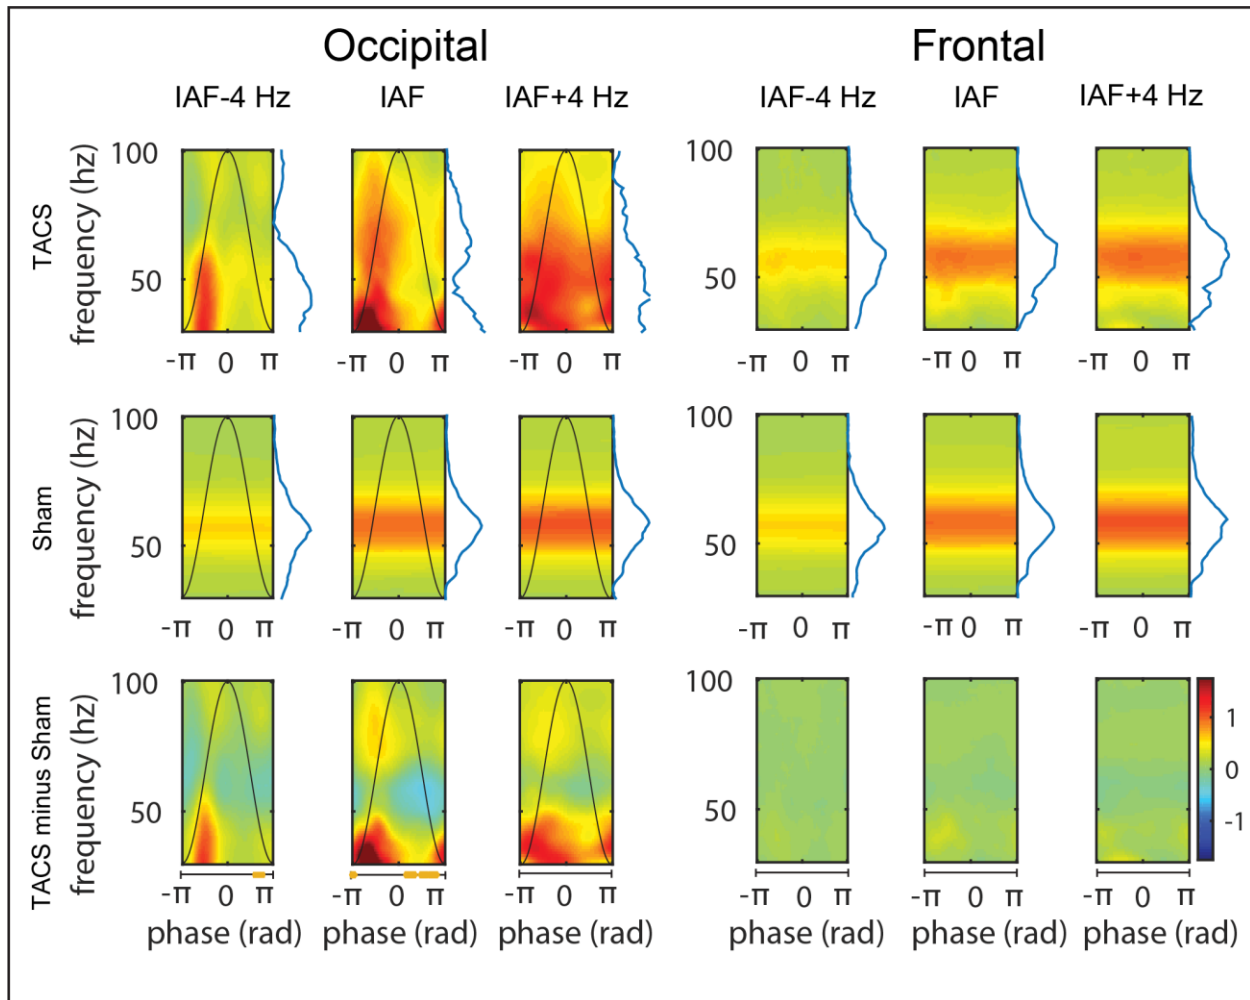 Occipital Frontal
IAF-4 Hz IAF IAF+4 Hz IAF-4 Hz IAF IAF+4 Hz
TACS
frequency (hz)
100 100
50 50
-π 0 π -π 0 π -π 0 π -π 0 π -π 0 π -π 0 π
Sham
frequency (hz)
100 100
50 50
-π 0 π -π 0 π -π 0 π -π 0 π -π 0 π -π 0 π
TACS minus Sham
frequency (hz)
100 100
50 50
1
0
-1
-π 0 π -π 0 π -π 0 π -π 0 π -π 0 π -π 0 π
phase (rad) phase (rad) phase (rad) phase (rad) phase (rad) phase (rad)